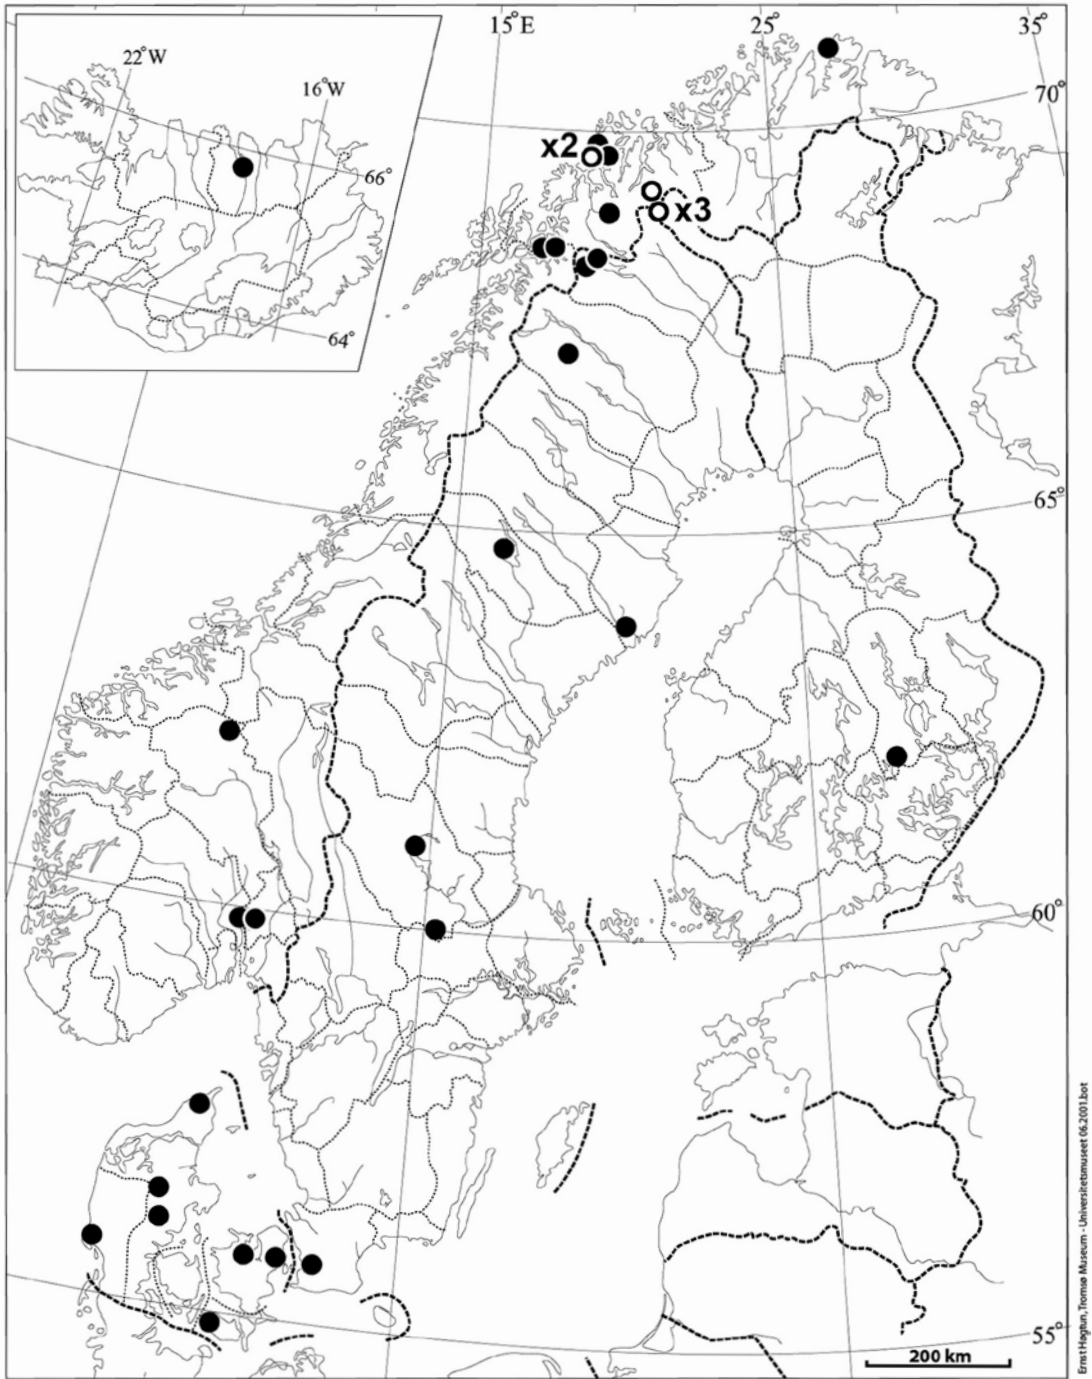 15°E
25°
35°
22°W
16°W
70°
x2
66°
x3
64°
65°
60°
55°
200 km
Ernst Høgtun, Tromsø Museum - Universitetsmuseet 06.2001.bot